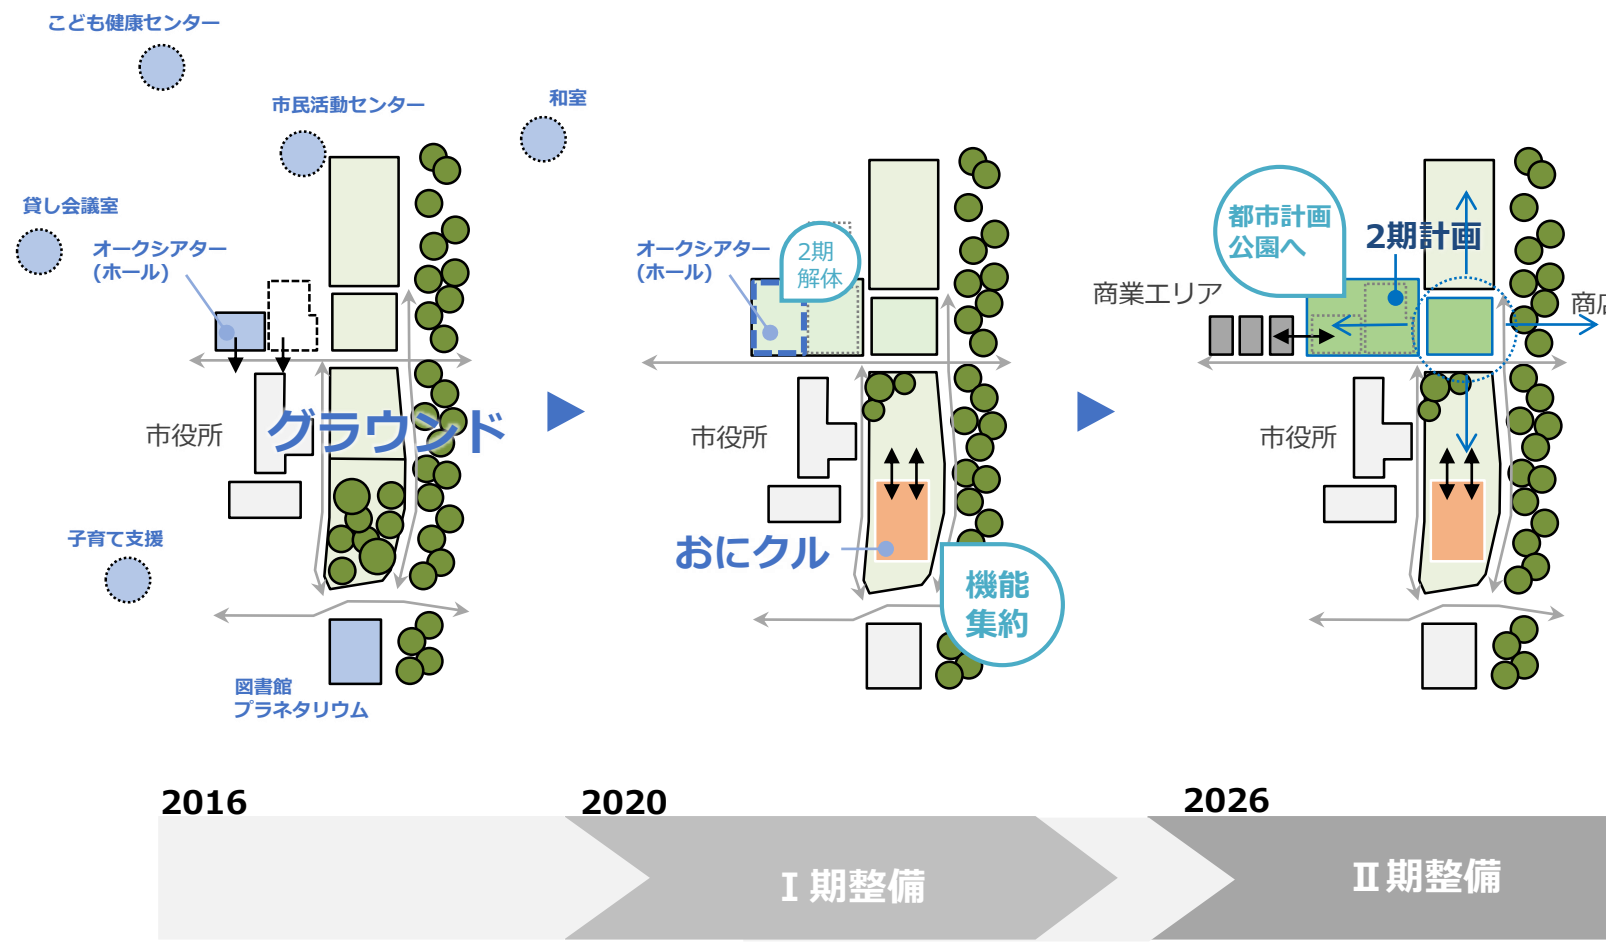 こども健康センター
市民活動センター
和室
貸し会議室
オークシアター
(ホール)
市役所
グラウンド
子育て支援
図書館
プラネタリウム
オークシアター
(ホール)
2期
解体
市役所
おにクル
機能
集約
都市計画
公園へ
2期計画
商業エリア
商店
市役所
2016
2020
2026
Ⅰ期整備
Ⅱ期整備